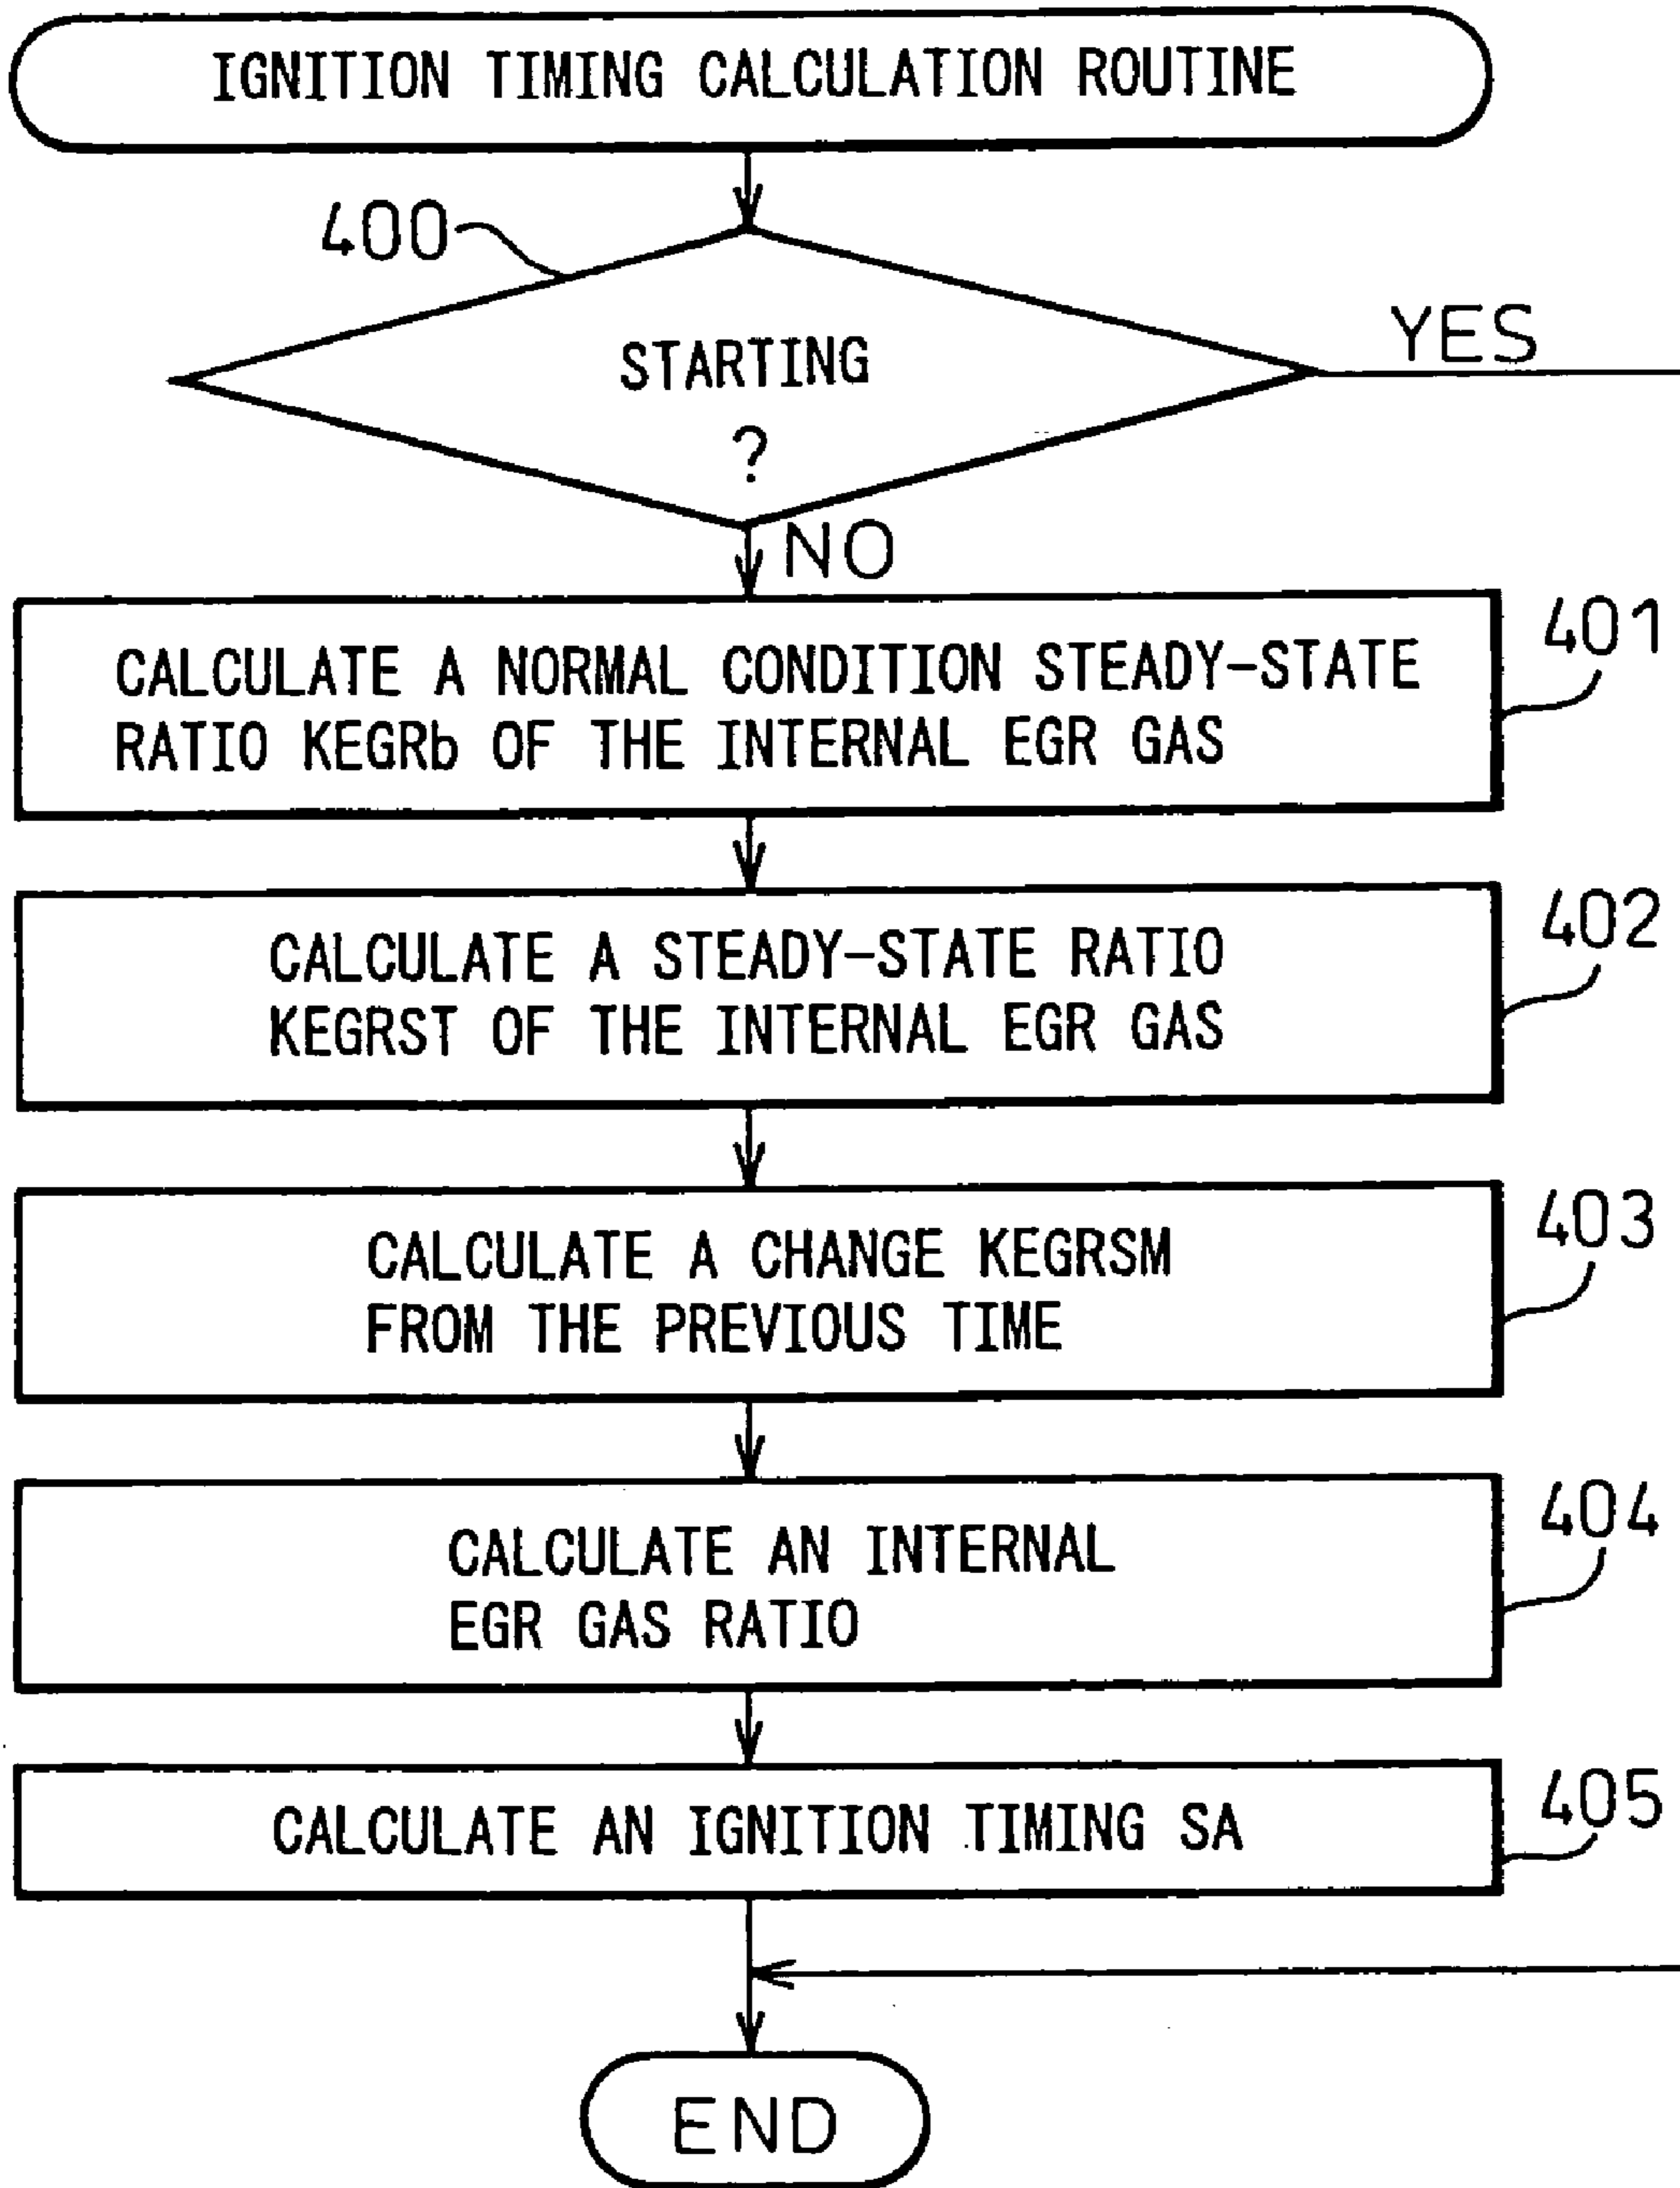 IGNITION TIMING CALCULATION ROUTINE
400
STARTING
?
YES
NO
401
CALCULATE A NORMAL CONDITION STEADY-STATE
RATIO KEGRb OF THE INTERNAL EGR GAS
402
CALCULATE A STEADY-STATE RATIO
KEGRST OF THE INTERNAL EGR GAS
403
CALCULATE A CHANGE KEGRSM
FROM THE PREVIOUS TIME
404
CALCULATE AN INTERNAL
EGR GAS RATIO
405
CALCULATE AN IGNITION TIMING SA
END